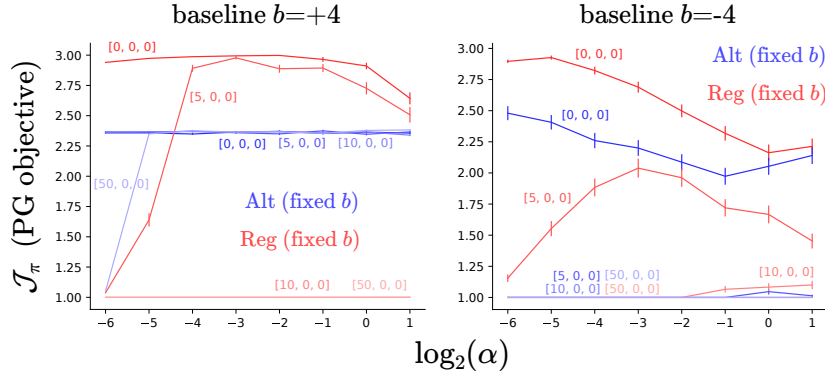 baseline b=+4
baseline b=-4
𝒥_π (PG objective)
3.00
2.75
2.50
2.25
2.00
1.75
1.50
1.25
1.00
[0, 0, 0]
[5, 0, 0]
[0, 0, 0]
[5, 0, 0]
[10, 0, 0]
[50, 0, 0]
Alt (fixed b)
Reg (fixed b)
[10, 0, 0]
[50, 0, 0]
−6 −5 −4 −3 −2 −1 0 1
3.00
2.75
2.50
2.25
2.00
1.75
1.50
1.25
1.00
[0, 0, 0]
Alt (fixed b)
Reg (fixed b)
[0, 0, 0]
[5, 0, 0]
[5, 0, 0]
[50, 0, 0]
[10, 0, 0]
[10, 0, 0]
[50, 0, 0]
−6 −5 −4 −3 −2 −1 0 1
log₂(α)